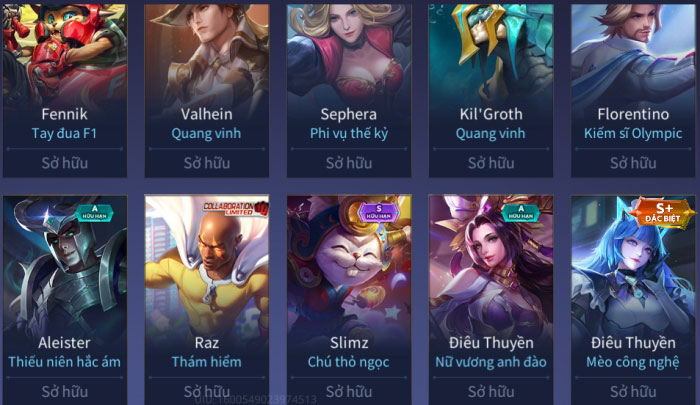 Fennik
Tay đua F1
Sở hữu
Valhein
Quang vinh
Sở hữu
Sephera
Phi vụ thế kỷ
Sở hữu
Kil'Groth
Quang vinh
Sở hữu
Florentino
Kiếm sĩ Olympic
Sở hữu
A
HỮU HẠN
Aleister
Thiếu niên hắc ám
Sở hữu
COLLABORATION
LIMITED
Raz
Thám hiểm
Sở hữu
S
HỮU HẠN
Slimz
Chú thỏ ngọc
Sở hữu
A
HỮU HẠN
Điêu Thuyền
Nữ vương anh đào
Sở hữu
S+
ĐẶC BIỆT
Điêu Thuyền
Mèo công nghệ
Sở hữu
UID: 1600549023974513